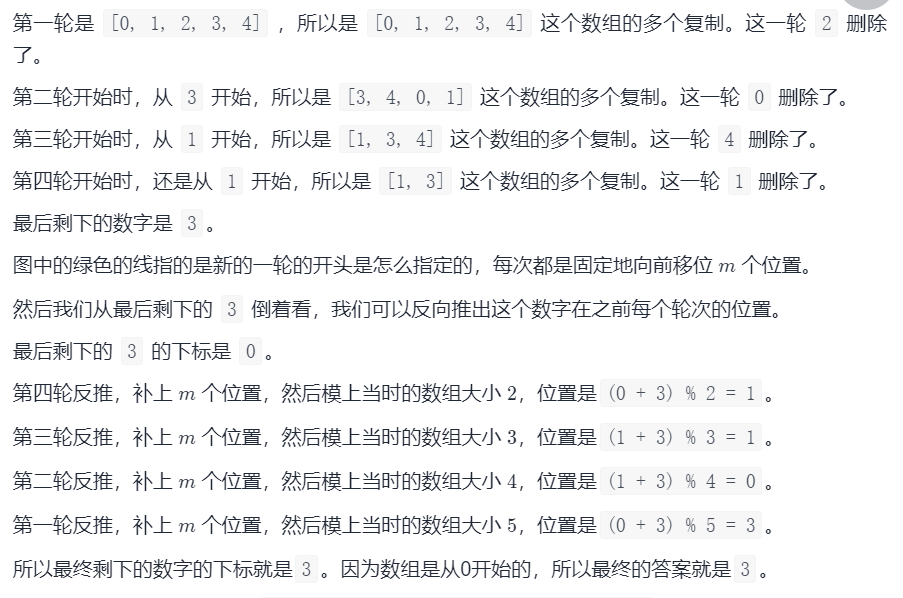 第一轮是 [0, 1, 2, 3, 4] ，所以是 [0, 1, 2, 3, 4] 这个数组的多个复制。这一轮 2 删除
了。
第二轮开始时，从 3 开始，所以是 [3, 4, 0, 1] 这个数组的多个复制。这一轮 0 删除了。
第三轮开始时，从 1 开始，所以是 [1, 3, 4] 这个数组的多个复制。这一轮 4 删除了。
第四轮开始时，还是从 1 开始，所以是 [1, 3] 这个数组的多个复制。这一轮 1 删除了。
最后剩下的数字是 3 。
图中的绿色的线指的是新的一轮的开头是怎么指定的，每次都是固定地向前移位 m 个位置。
然后我们从最后剩下的 3 倒着看，我们可以反向推出这个数字在之前每个轮次的位置。
最后剩下的 3 的下标是 0 。
第四轮反推，补上 m 个位置，然后模上当时的数组大小 2，位置是 (0 + 3) % 2 = 1 。
第三轮反推，补上 m 个位置，然后模上当时的数组大小 3，位置是 (1 + 3) % 3 = 1 。
第二轮反推，补上 m 个位置，然后模上当时的数组大小 4，位置是 (1 + 3) % 4 = 0 。
第一轮反推，补上 m 个位置，然后模上当时的数组大小 5，位置是 (0 + 3) % 5 = 3 。
所以最终剩下的数字的下标就是 3 。因为数组是从0开始的，所以最终的答案就是 3 。